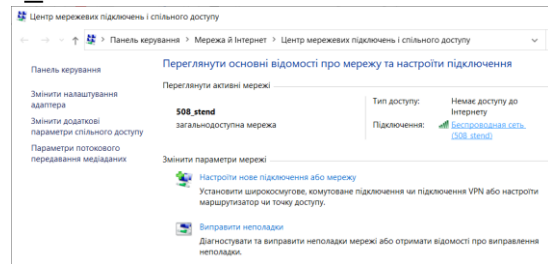 Центр мережевих підключень і спільного доступу
Панель керування > Мережа й Інтернет > Центр мережевих підключень і спільного доступу
Панель керування
Змінити налаштування
адаптера
Змінити додаткові
параметри спільного доступу
Параметри потокового
передавання медіаданих
Переглянути основні відомості про мережу та настроїти підключення
Переглянути активні мережі
508_stend
загальнодоступна мережа
Тип доступу: Немає доступу до
Інтернету
Підключення: Беспроводная сеть
(508_stend)
Змінити параметри мережі
Настроїти нове підключення або мережу
Установити широкосмугове, комутоване підключення чи підключення VPN або настроїти
маршрутизатор чи точку доступу.
Виправити неполадки
Діагностувати та виправити неполадки мережі або отримати відомості про виправлення
неполадки.